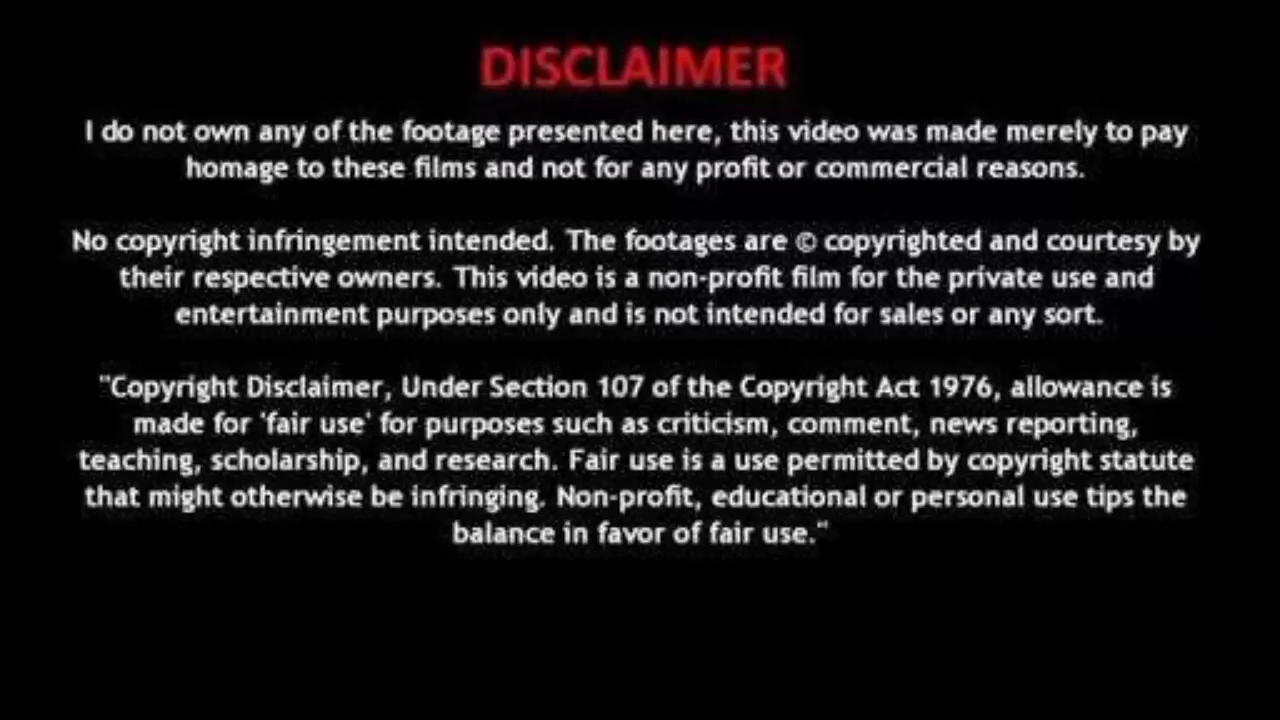 DISCLAIMER
I do not own any of the footage presented here, this video was made merely to pay
homage to these films and not for any profit or commercial reasons.
No copyright infringement intended. The footages are © copyrighted and courtesy by
their respective owners. This video is a non-profit film for the private use and
entertainment purposes only and is not intended for sales or any sort.
"Copyright Disclaimer, Under Section 107 of the Copyright Act 1976, allowance is
made for 'fair use' for purposes such as criticism, comment, news reporting,
teaching, scholarship, and research. Fair use is a use permitted by copyright statute
that might otherwise be infringing. Non-profit, educational or personal use tips the
balance in favor of fair use."